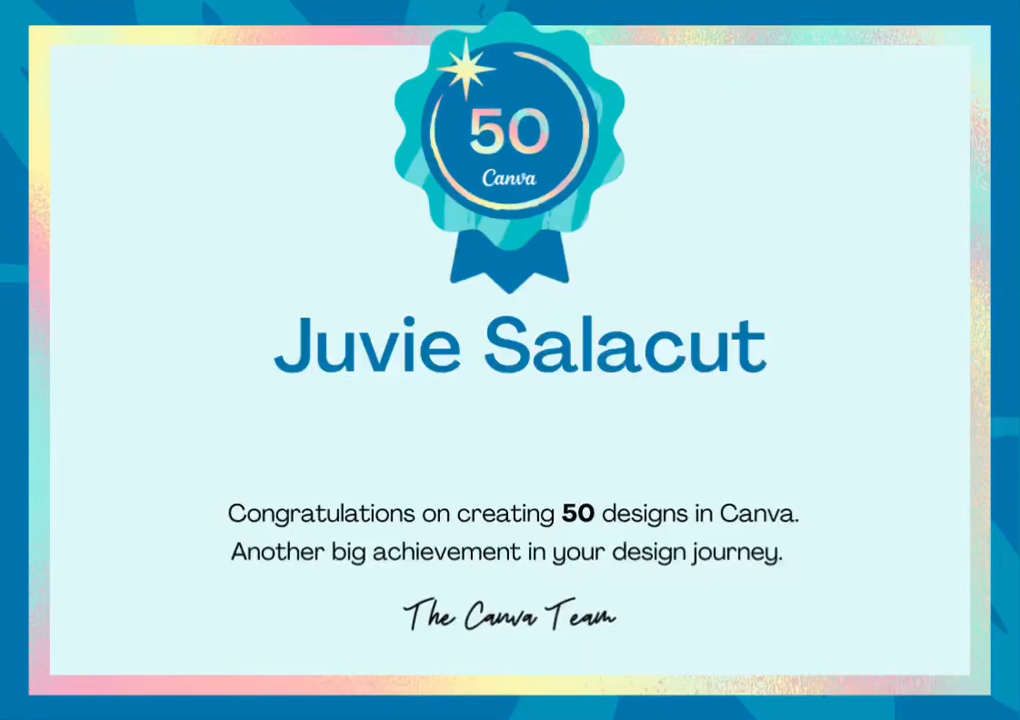 50
Canva
Juvie Salacut
Congratulations on creating 50 designs in Canva.
Another big achievement in your design journey.
The Canva Team